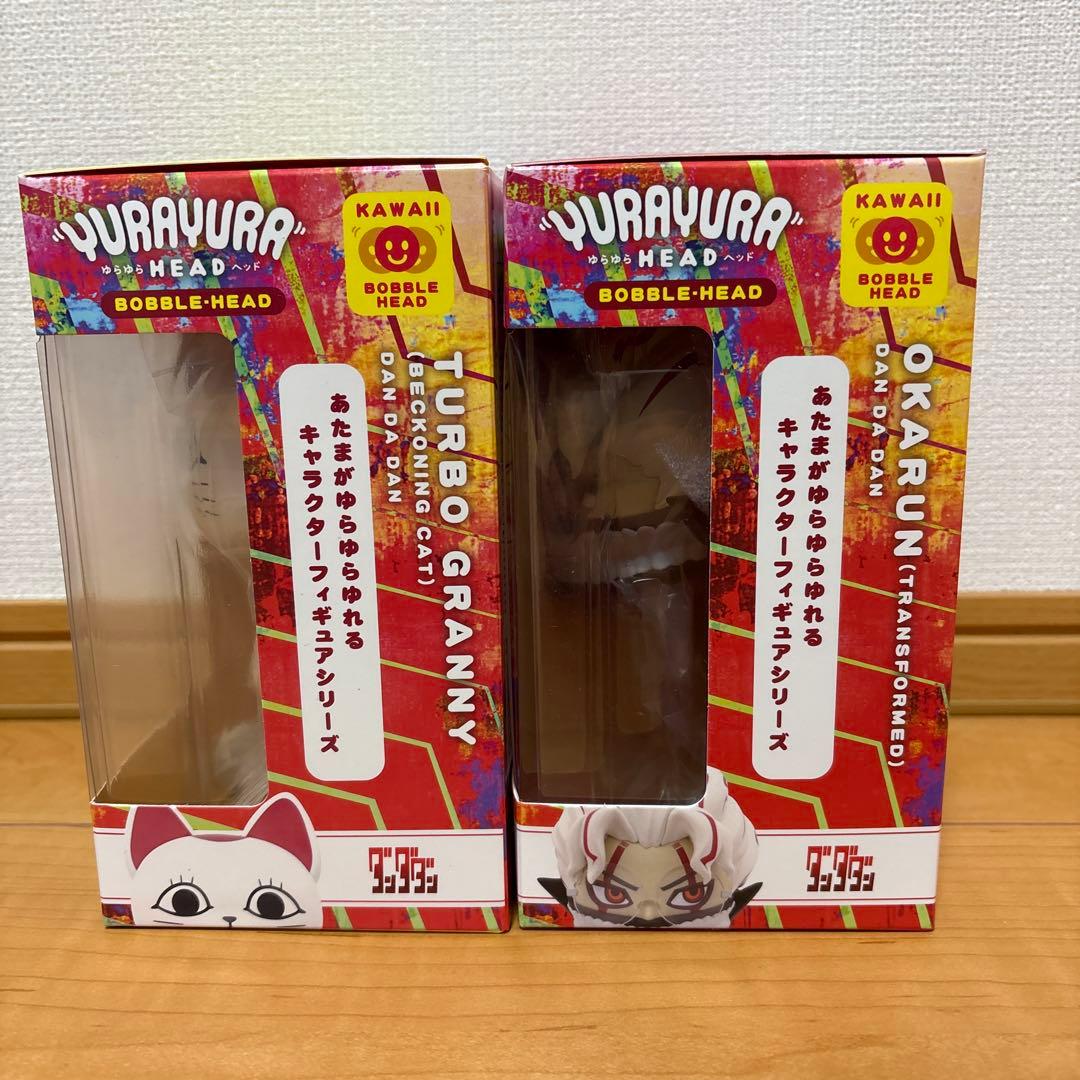 "YURAYURA"
ゆらゆら HEAD ヘッド
BOBBLE-HEAD
KAWAII
BOBBLE
HEAD
TURBO GRANNY
(BECKONING CAT)
DAN DA DAN
あたまがゆらゆらゆれる
キャラクターフィギュアシリーズ
ダンダダン
"YURAYURA"
ゆらゆら HEAD ヘッド
BOBBLE-HEAD
KAWAII
BOBBLE
HEAD
OKARUN (TRANSFORMED)
DAN DA DAN
あたまがゆらゆらゆれる
キャラクターフィギュアシリーズ
ダンダダン